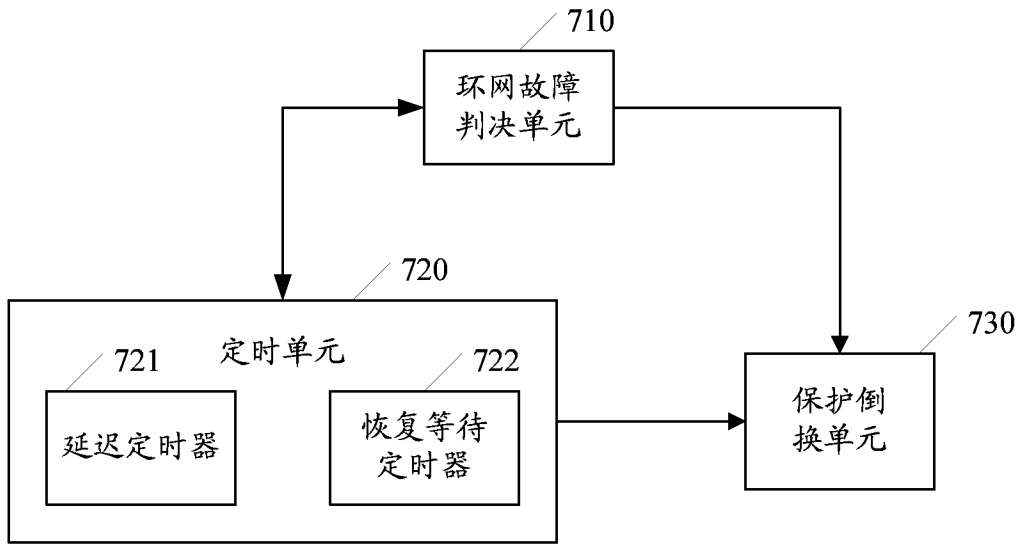 710
环网故障
判决单元
720
定时单元
721
722
延迟定时器
恢复等待
定时器
730
保护倒
换单元